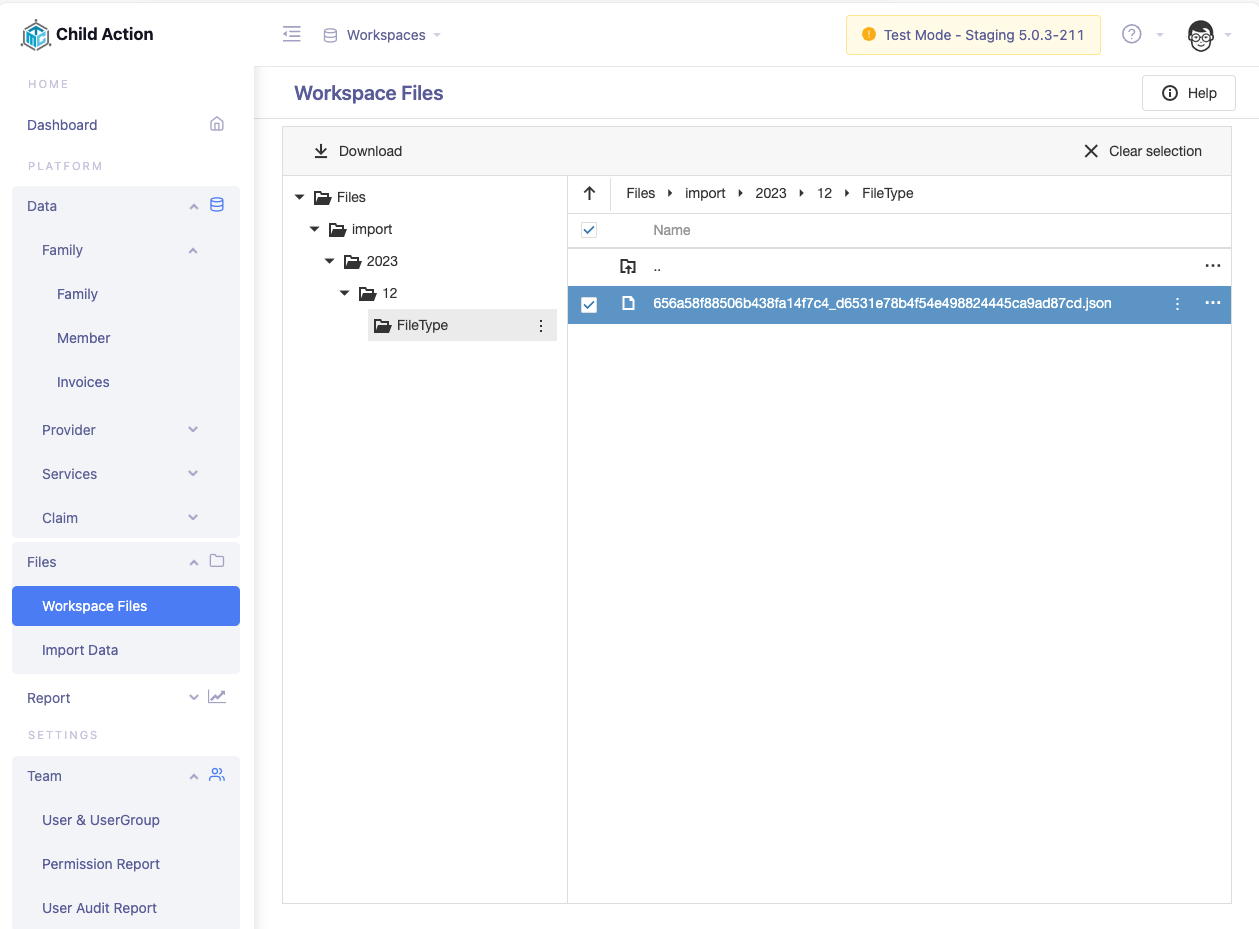 Child Action
Workspaces
Test Mode - Staging 5.0.3-211
HOME
Dashboard
PLATFORM
Data
Family
Family
Member
Invoices
Provider
Services
Claim
Files
Workspace Files
Import Data
Report
SETTINGS
Team
User & UserGroup
Permission Report
User Audit Report
Workspace Files
Help
Download
Clear selection
Files
import
2023
12
FileType
Files import 2023 12 FileType
Name
..
656a58f88506b438fa14f7c4_d6531e78b4f54e498824445ca9ad87cd.json